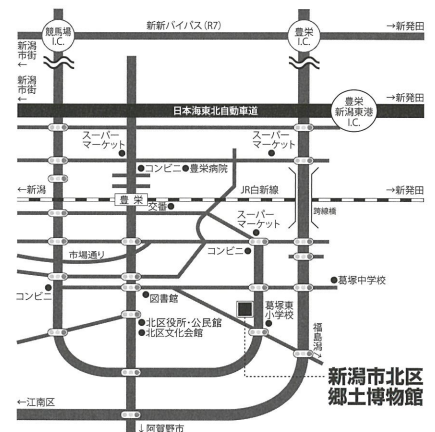 競馬場
I.C.
新新バイパス(R7)
豊栄
I.C.
→新発田
新潟
市街
←
新潟
市街
←
→新発田
日本海東北自動車道
豊栄
新潟東港
I.C.
スーパー
マーケット
スーパー
マーケット
コンビニ
豊栄病院
←新潟
JR白新線
→新発田
豊栄
交番
跨線橋
スーパー
マーケット
コンビニ
市場通り
コンビニ
図書館
葛塚中学校
葛塚東
小学校
北区役所・公民館
北区文化会館
福島潟→
新潟市北区
郷土博物館
←江南区
↓阿賀野市